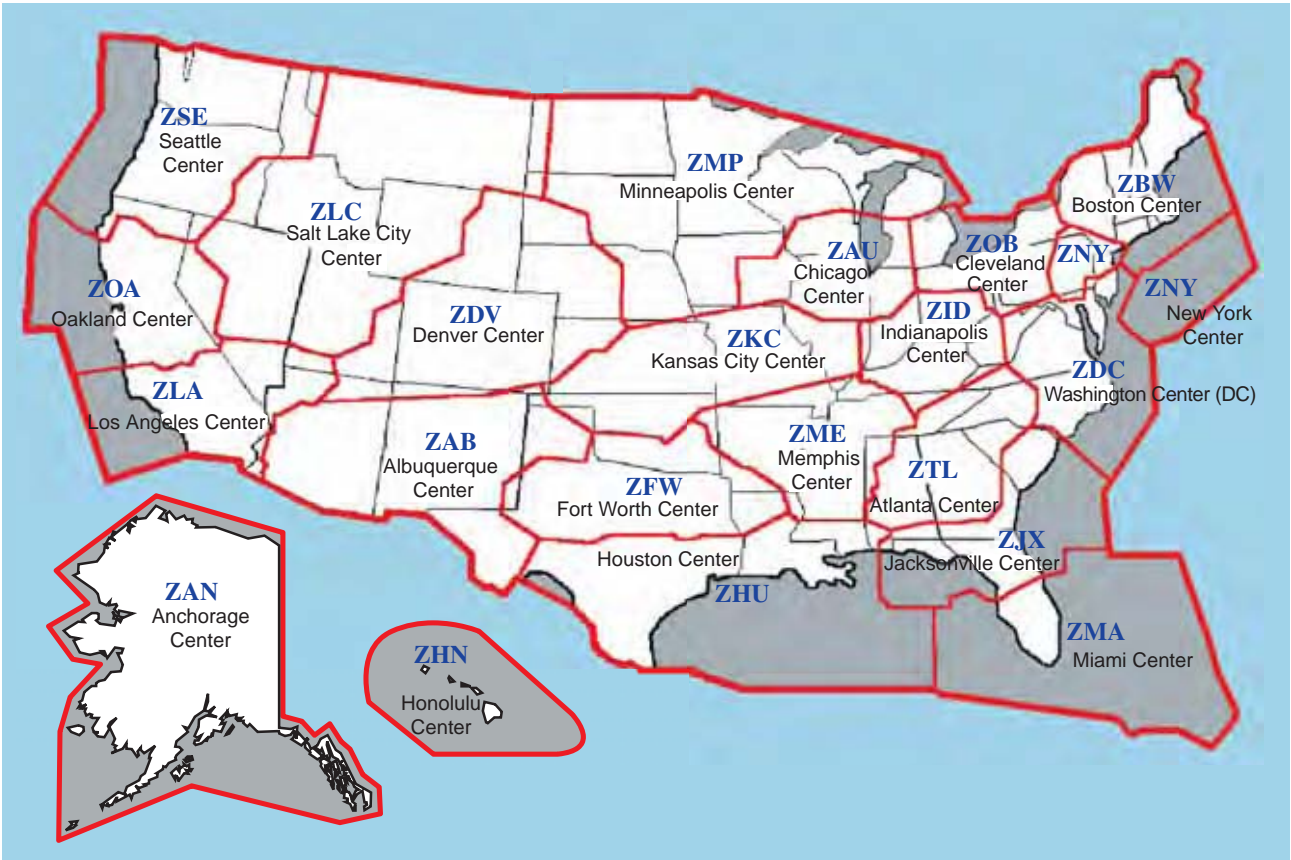 ZSE
Seattle
Center
ZLC
Salt Lake City
Center
ZMP
Minneapolis Center
ZBW
Boston Center
ZOA
Oakland Center
ZDV
Denver Center
ZAU
Chicago
Center
ZOB
Cleveland
Center
ZNY
ZNY
New York
Center
ZID
Indianapolis
Center
ZKC
Kansas City Center
ZDC
Washington Center (DC)
ZLA
Los Angeles Center
ZAB
Albuquerque
Center
ZFW
Fort Worth Center
ZME
Memphis
Center
ZTL
Atlanta Center
Houston Center
ZHU
ZJX
Jacksonville Center
ZMA
Miami Center
ZAN
Anchorage
Center
ZHN
Honolulu
Center